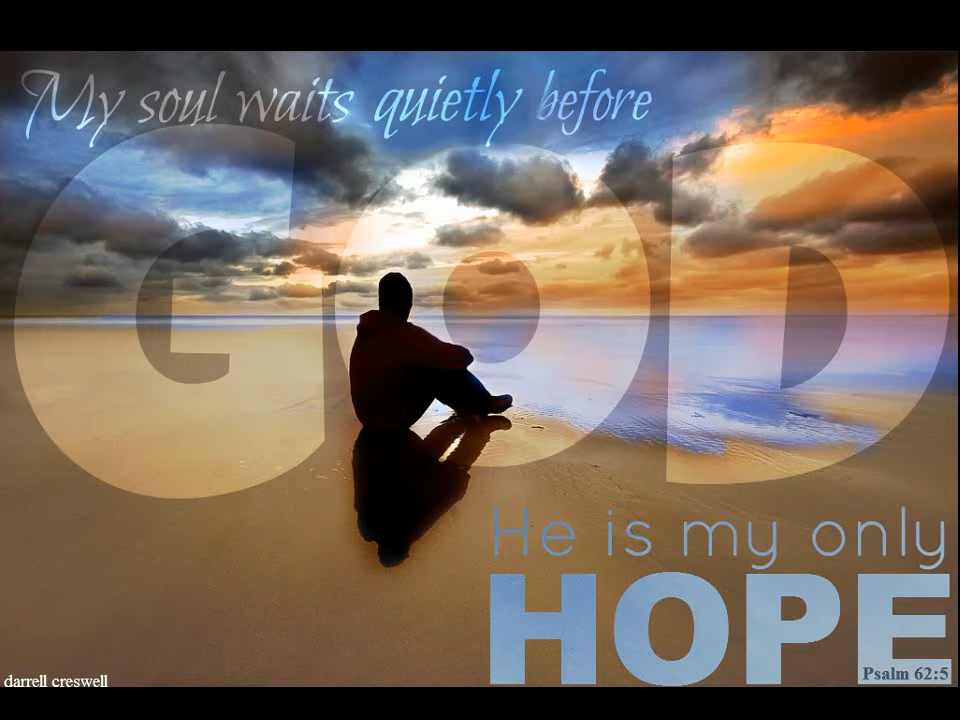 My soul waits quietly before
GOD
He is my only
HOPE
Psalm 62:5
darrell creswell